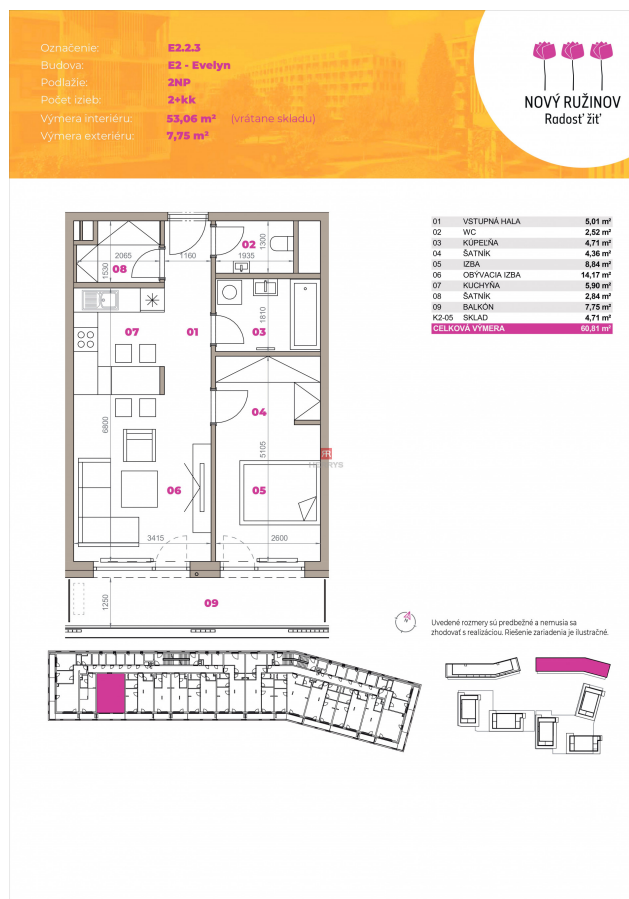 Označenie: E2.2.3
Budova: E2 - Evelyn
Podlažie: 2NP
Počet izieb: 2+kk
Výmera interiéru: 53,06 m² (vrátane skladu)
Výmera exteriéru: 7,75 m²
NOVÝ RUŽINOV
Radosť žiť
01 VSTUPNÁ HALA 5,01 m²
02 WC 2,52 m²
03 KÚPEĽŇA 4,71 m²
04 ŠATNÍK 4,36 m²
05 IZBA 8,84 m²
06 OBÝVACIA IZBA 14,17 m²
07 KUCHYŇA 5,90 m²
08 ŠATNÍK 2,84 m²
09 BALKÓN 7,75 m²
K2-05 SKLAD 4,71 m²
CELKOVÁ VÝMERA 60,81 m²
2065
1160
1935
1300
1530
08
02
1810
07
01
03
04
6800
5105
06
05
3415
2600
1250
09
Uvedené rozmery sú predbežné a nemusia sa
zhodovať s realizáciou. Riešenie zariadenia je ilustračné.